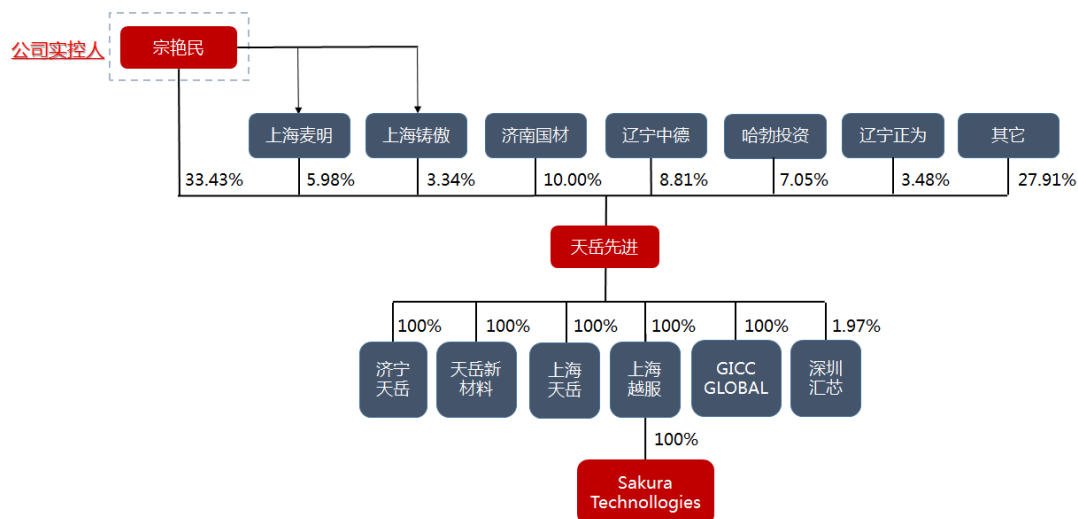 公司实控人
宗艳民
上海麦明
上海铸傲
济南国材
辽宁中德
哈勃投资
辽宁正为
其它
33.43%
5.98%
3.34%
10.00%
8.81%
7.05%
3.48%
27.91%
天岳先进
100%
100%
100%
100%
100%
1.97%
济宁
天岳
天岳新
材料
上海
天岳
上海
越服
GICC
GLOBAL
深圳
汇芯
100%
Sakura
Technollogies